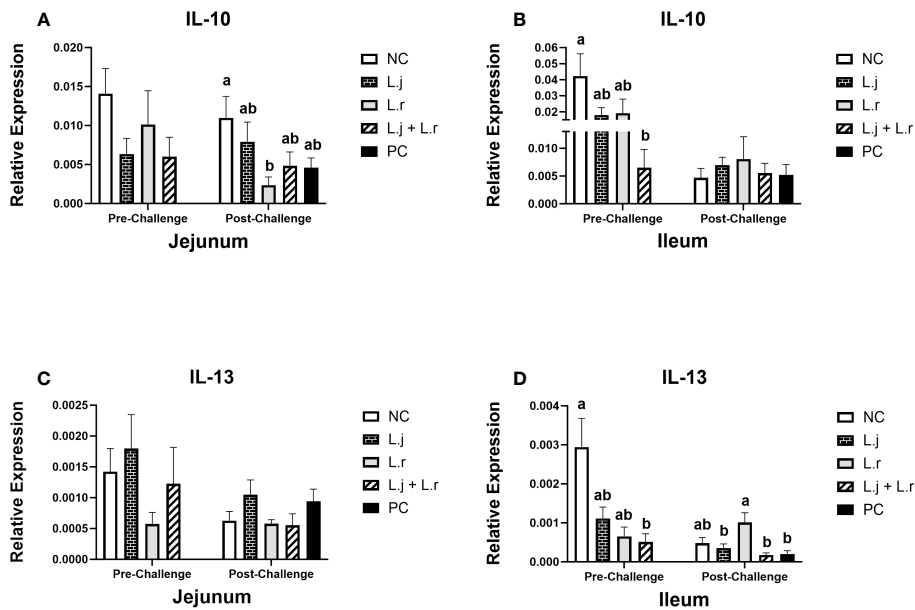 A
IL-10
Relative Expression
0.020
0.015
0.010
0.005
0.000
a
ab
b
ab
ab
Pre-Challenge
Post-Challenge
Jejunum
NC
L.j
L.r
L.j + L.r
PC
B
IL-10
Relative Expression
0.06
0.05
0.04
0.03
0.02
0.010
0.005
0.000
a
ab
ab
b
Pre-Challenge
Post-Challenge
Ileum
NC
L.j
L.r
L.j + L.r
PC
C
IL-13
Relative Expression
0.0025
0.0020
0.0015
0.0010
0.0005
0.0000
Pre-Challenge
Post-Challenge
Jejunum
NC
L.j
L.r
L.j + L.r
PC
D
IL-13
Relative Expression
0.004
0.003
0.002
0.001
0.000
a
ab
ab
b
ab
b
a
b
b
Pre-Challenge
Post-Challenge
Ileum
NC
L.j
L.r
L.j + L.r
PC